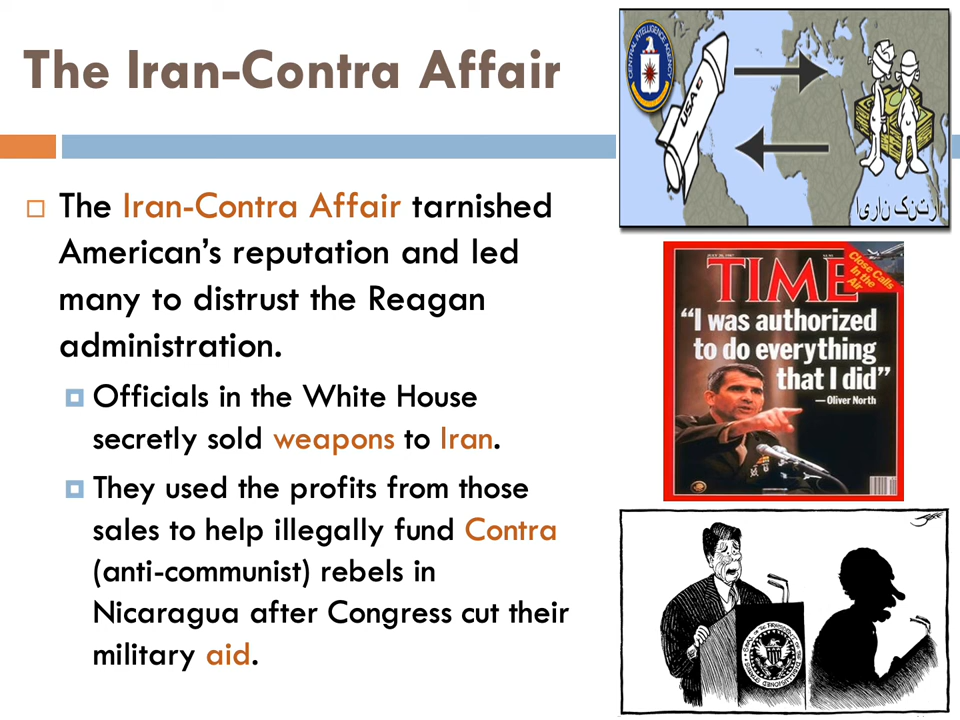 The Iran-Contra Affair
The Iran-Contra Affair tarnished
American's reputation and led
many to distrust the Reagan
administration.
Officials in the White House
secretly sold weapons to Iran.
They used the profits from those
sales to help illegally fund Contra
(anti-communist) rebels in
Nicaragua after Congress cut their
military aid.
CENTRAL INTELLIGENCE AGENCY
USA
ایران کنترا
TIME
Close Calls
In the
Air
“I was authorized
to do everything
that I did”
— Oliver North